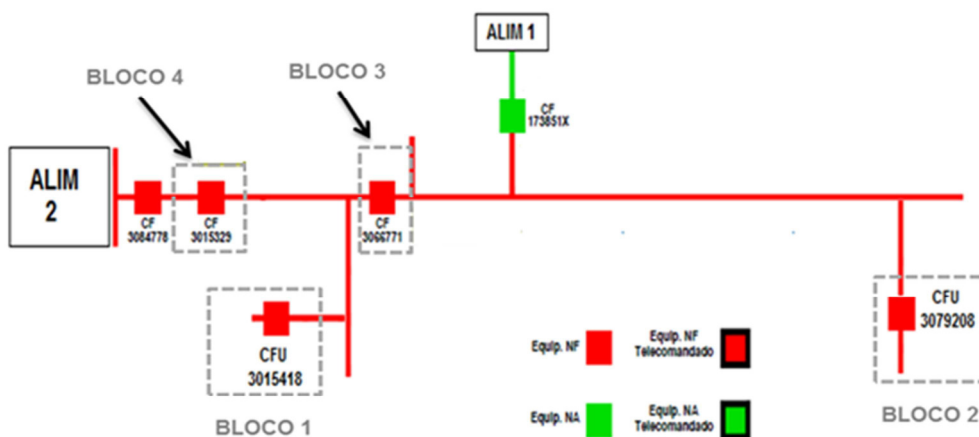 ALIM 1
BLOCO 3
BLOCO 4
CF
173851X
ALIM
2
CF
3084778
CF
3015329
CF
3066771
CFU
3079208
CFU
3015418
Equip. NF
Equip. NF
Telecomandado
BLOCO 1
BLOCO 2
Equip. NA
Equip. NA
Telecomandado